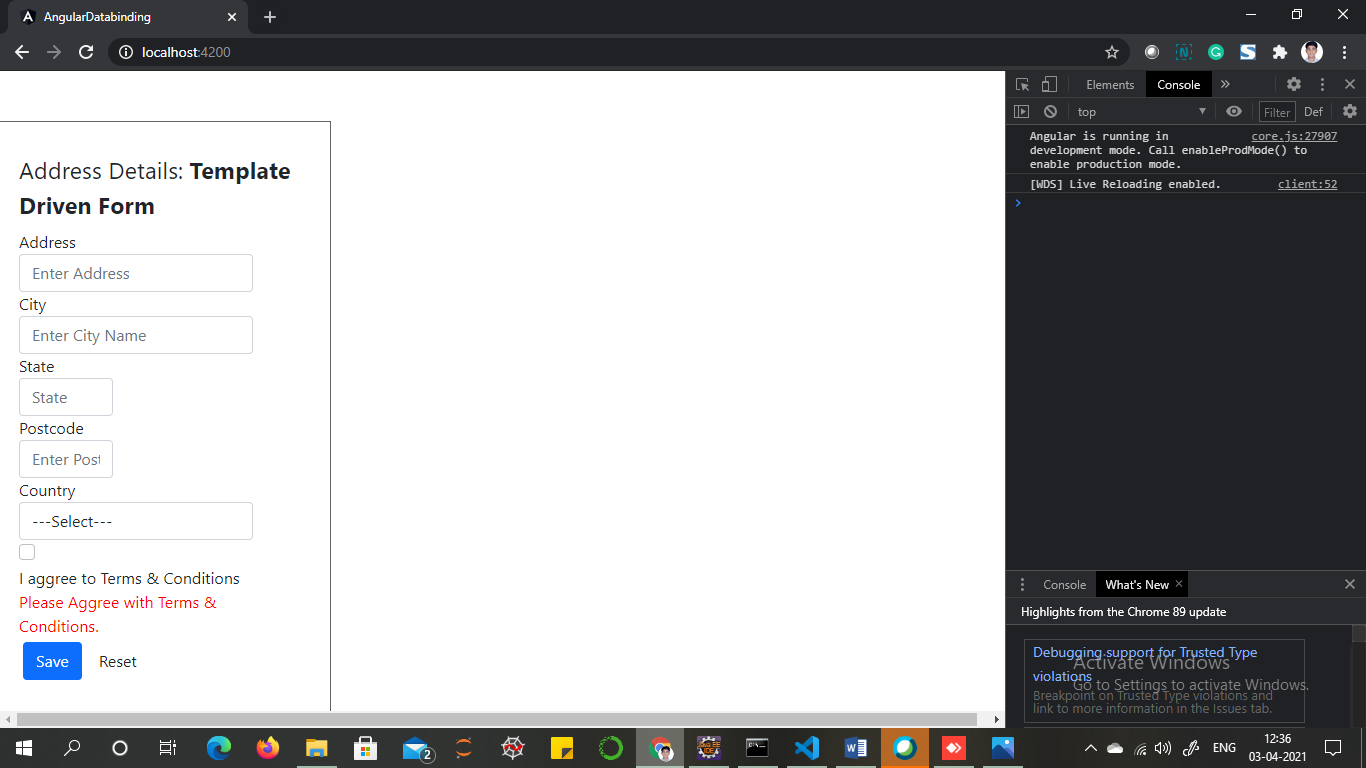 AngularDatabinding
localhost:4200
Elements
Console
top
Filter
Def
Angular is running in core.js:27907
development mode. Call enableProdMode() to
enable production mode.
[WDS] Live Reloading enabled. client:52
Address Details: Template
Driven Form
Address
Enter Address
City
Enter City Name
State
State
Postcode
Enter Post
Country
---Select---
I aggree to Terms & Conditions
Please Aggree with Terms &
Conditions.
Save
Reset
Console
What's New
Highlights from the Chrome 89 update
Debugging support for Trusted Type
violations
Breakpoint on Trusted Type violations and
link to more information in the Issues tab.
Activate Windows
Go to Settings to activate Windows.
2
Java EE
IDE
ENG
12:36
03-04-2021